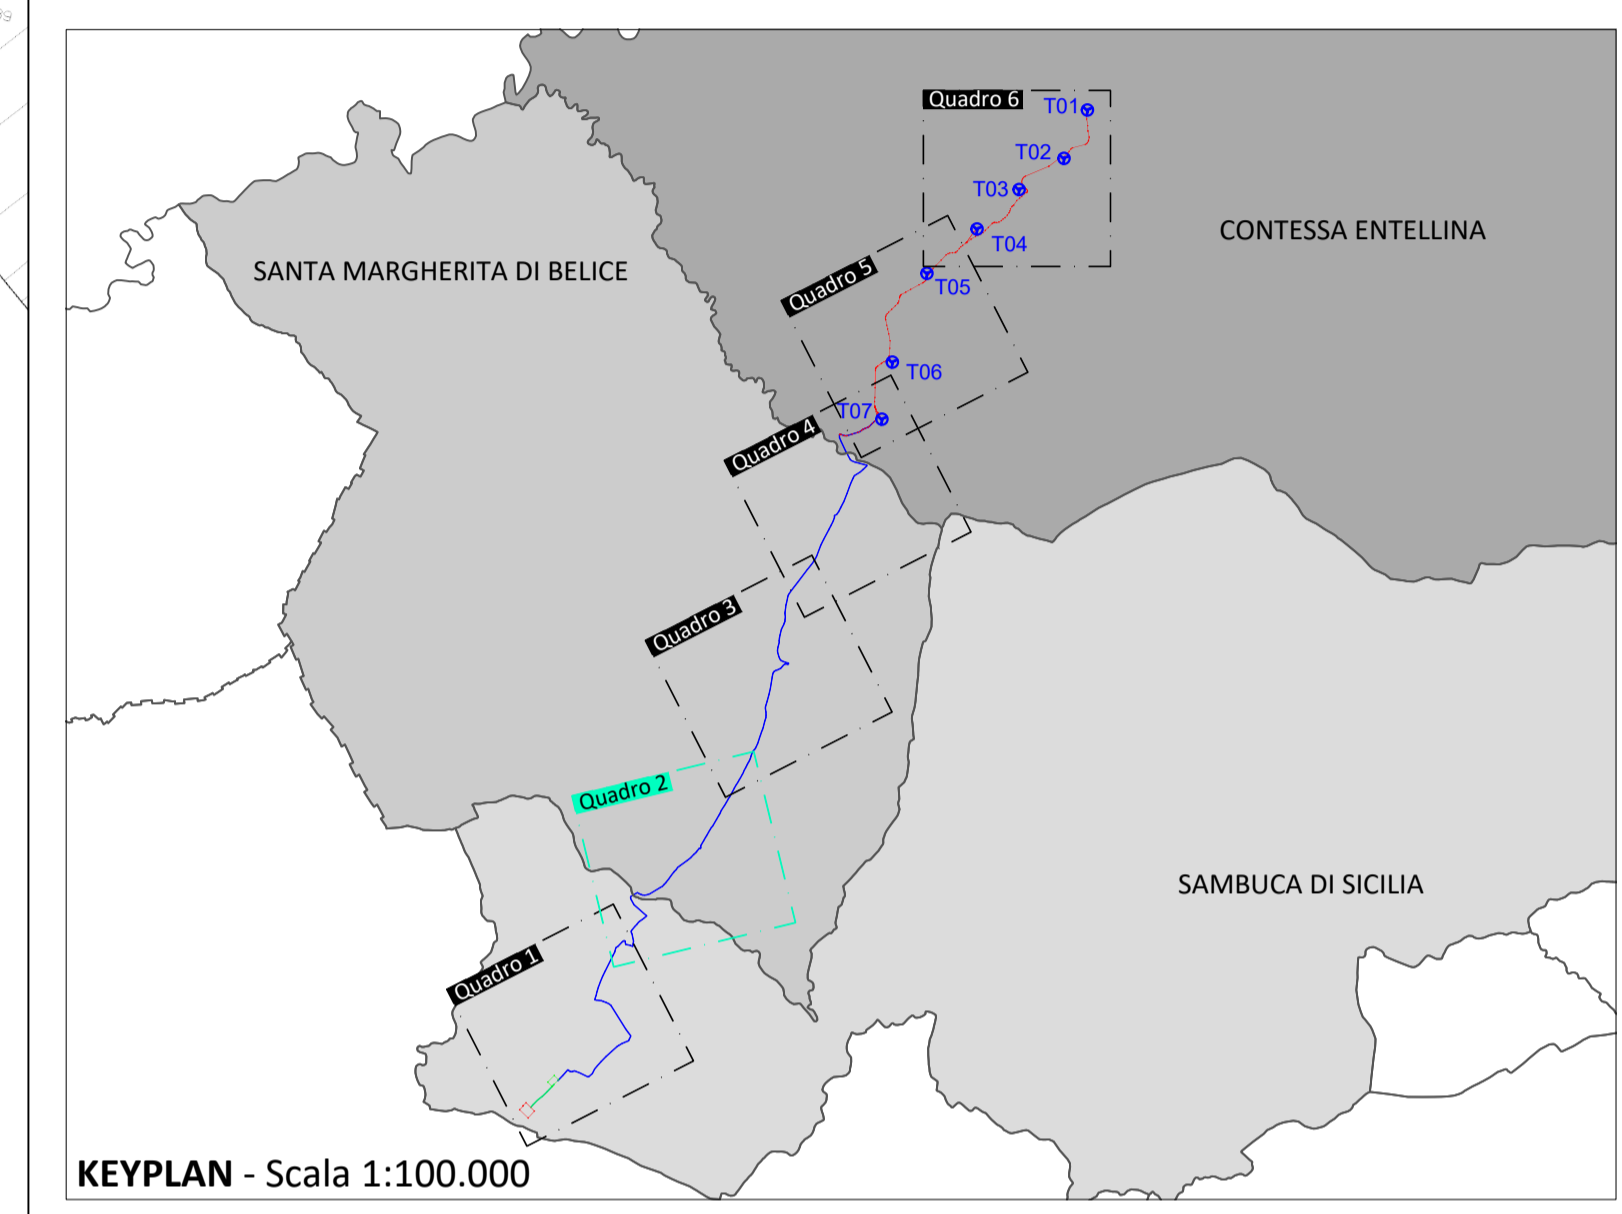 Quadro 6
T01
T02
T03
T04
CONTESSA ENTELLINA
SANTA MARGHERITA DI BELICE
Quadro 5
T05
T06
T07
Quadro 4
Quadro 3
Quadro 2
SAMBUCA DI SICILIA
Quadro 1
KEYPLAN - Scala 1:100.000